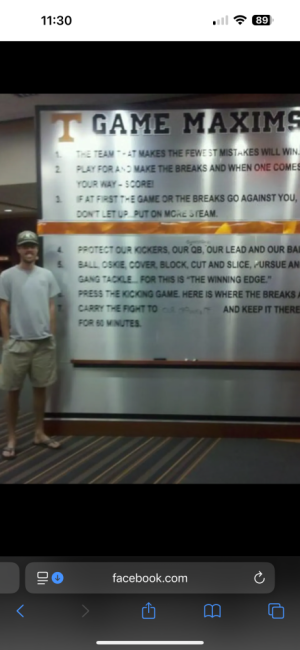 11:30
89
T GAME MAXIMS
1. THE TEAM THAT MAKES THE FEWEST MISTAKES WILL WIN.
2. PLAY FOR AND MAKE THE BREAKS AND WHEN ONE COMES
YOUR WAY - SCORE!
3. IF AT FIRST THE GAME OR THE BREAKS GO AGAINST YOU,
DON'T LET UP...PUT ON MORE STEAM.
4. PROTECT OUR KICKERS, OUR QB, OUR LEAD AND OUR BA
5. BALL, OSKIE, COVER, BLOCK, CUT AND SLICE, PURSUE AN
GANG TACKLE... FOR THIS IS "THE WINNING EDGE."
6. PRESS THE KICKING GAME. HERE IS WHERE THE BREAKS A
7. CARRY THE FIGHT TO AND KEEP IT THERE
FOR 60 MINUTES.
facebook.com